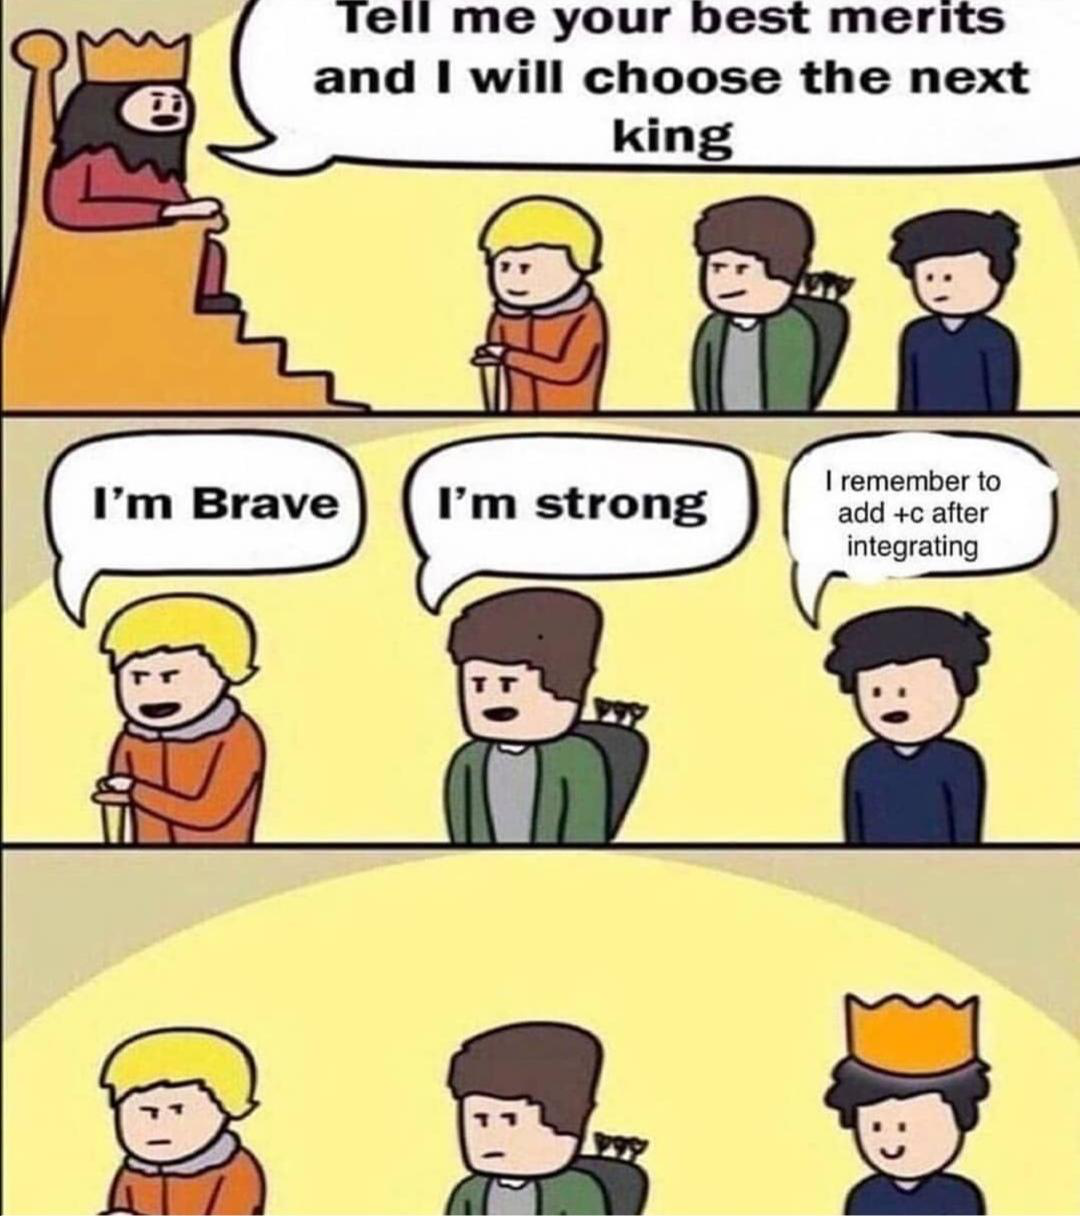 Tell me your best merits
and I will choose the next
king
I'm Brave
I'm strong
I remember to
add +c after
integrating